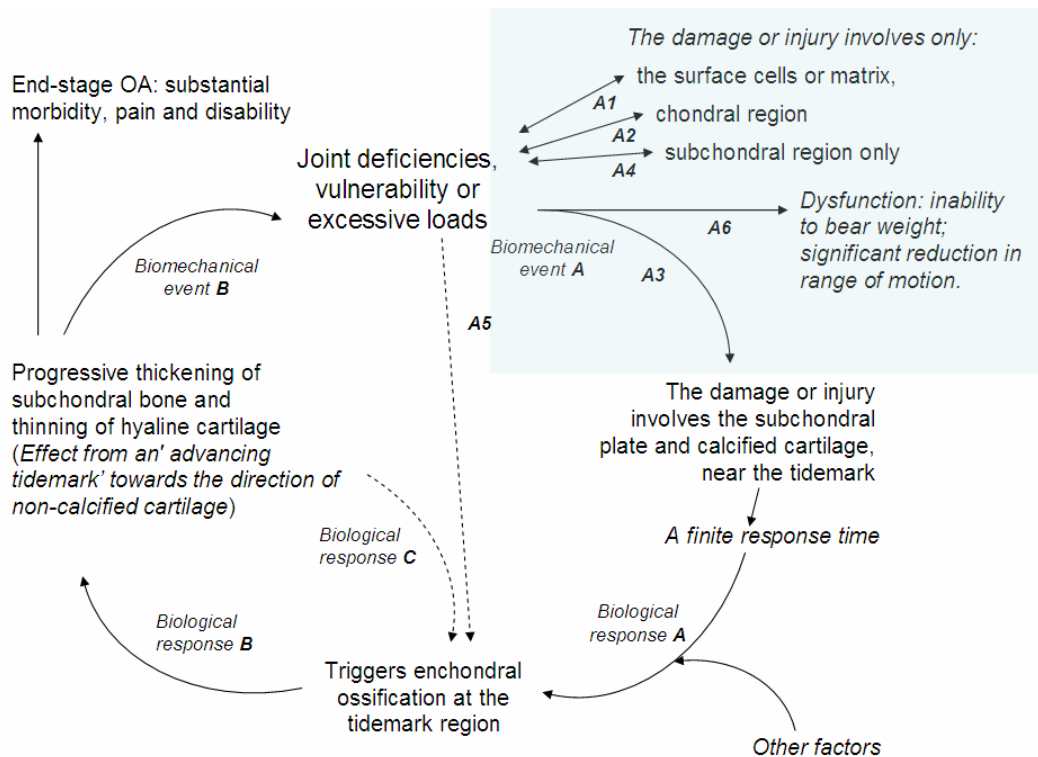 The damage or injury involves only:
End-stage OA: substantial
morbidity, pain and disability
the surface cells or matrix,
A1
chondral region
A2
subchondral region only
A4
Joint deficiencies,
vulnerability or
excessive loads
Dysfunction: inability
to bear weight;
significant reduction in
range of motion.
A6
Biomechanical
event A
A3
Biomechanical
event B
A5
Progressive thickening of
subchondral bone and
thinning of hyaline cartilage
(Effect from an' advancing
tidemark' towards the direction of
non-calcified cartilage)
The damage or injury
involves the subchondral
plate and calcified cartilage,
near the tidemark
A finite response time
Biological
response C
Biological
response B
Biological
response A
Triggers enchondral
ossification at the
tidemark region
Other factors